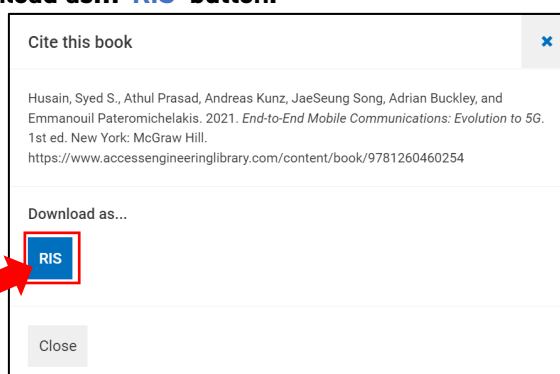 Cite this book
×
Husain, Syed S., Athul Prasad, Andreas Kunz, JaeSeung Song, Adrian Buckley, and
Emmanouil Pateromichelakis. 2021. End-to-End Mobile Communications: Evolution to 5G.
1st ed. New York: McGraw Hill.
https://www.accessengineeringlibrary.com/content/book/9781260460254
Download as...
RIS
Close